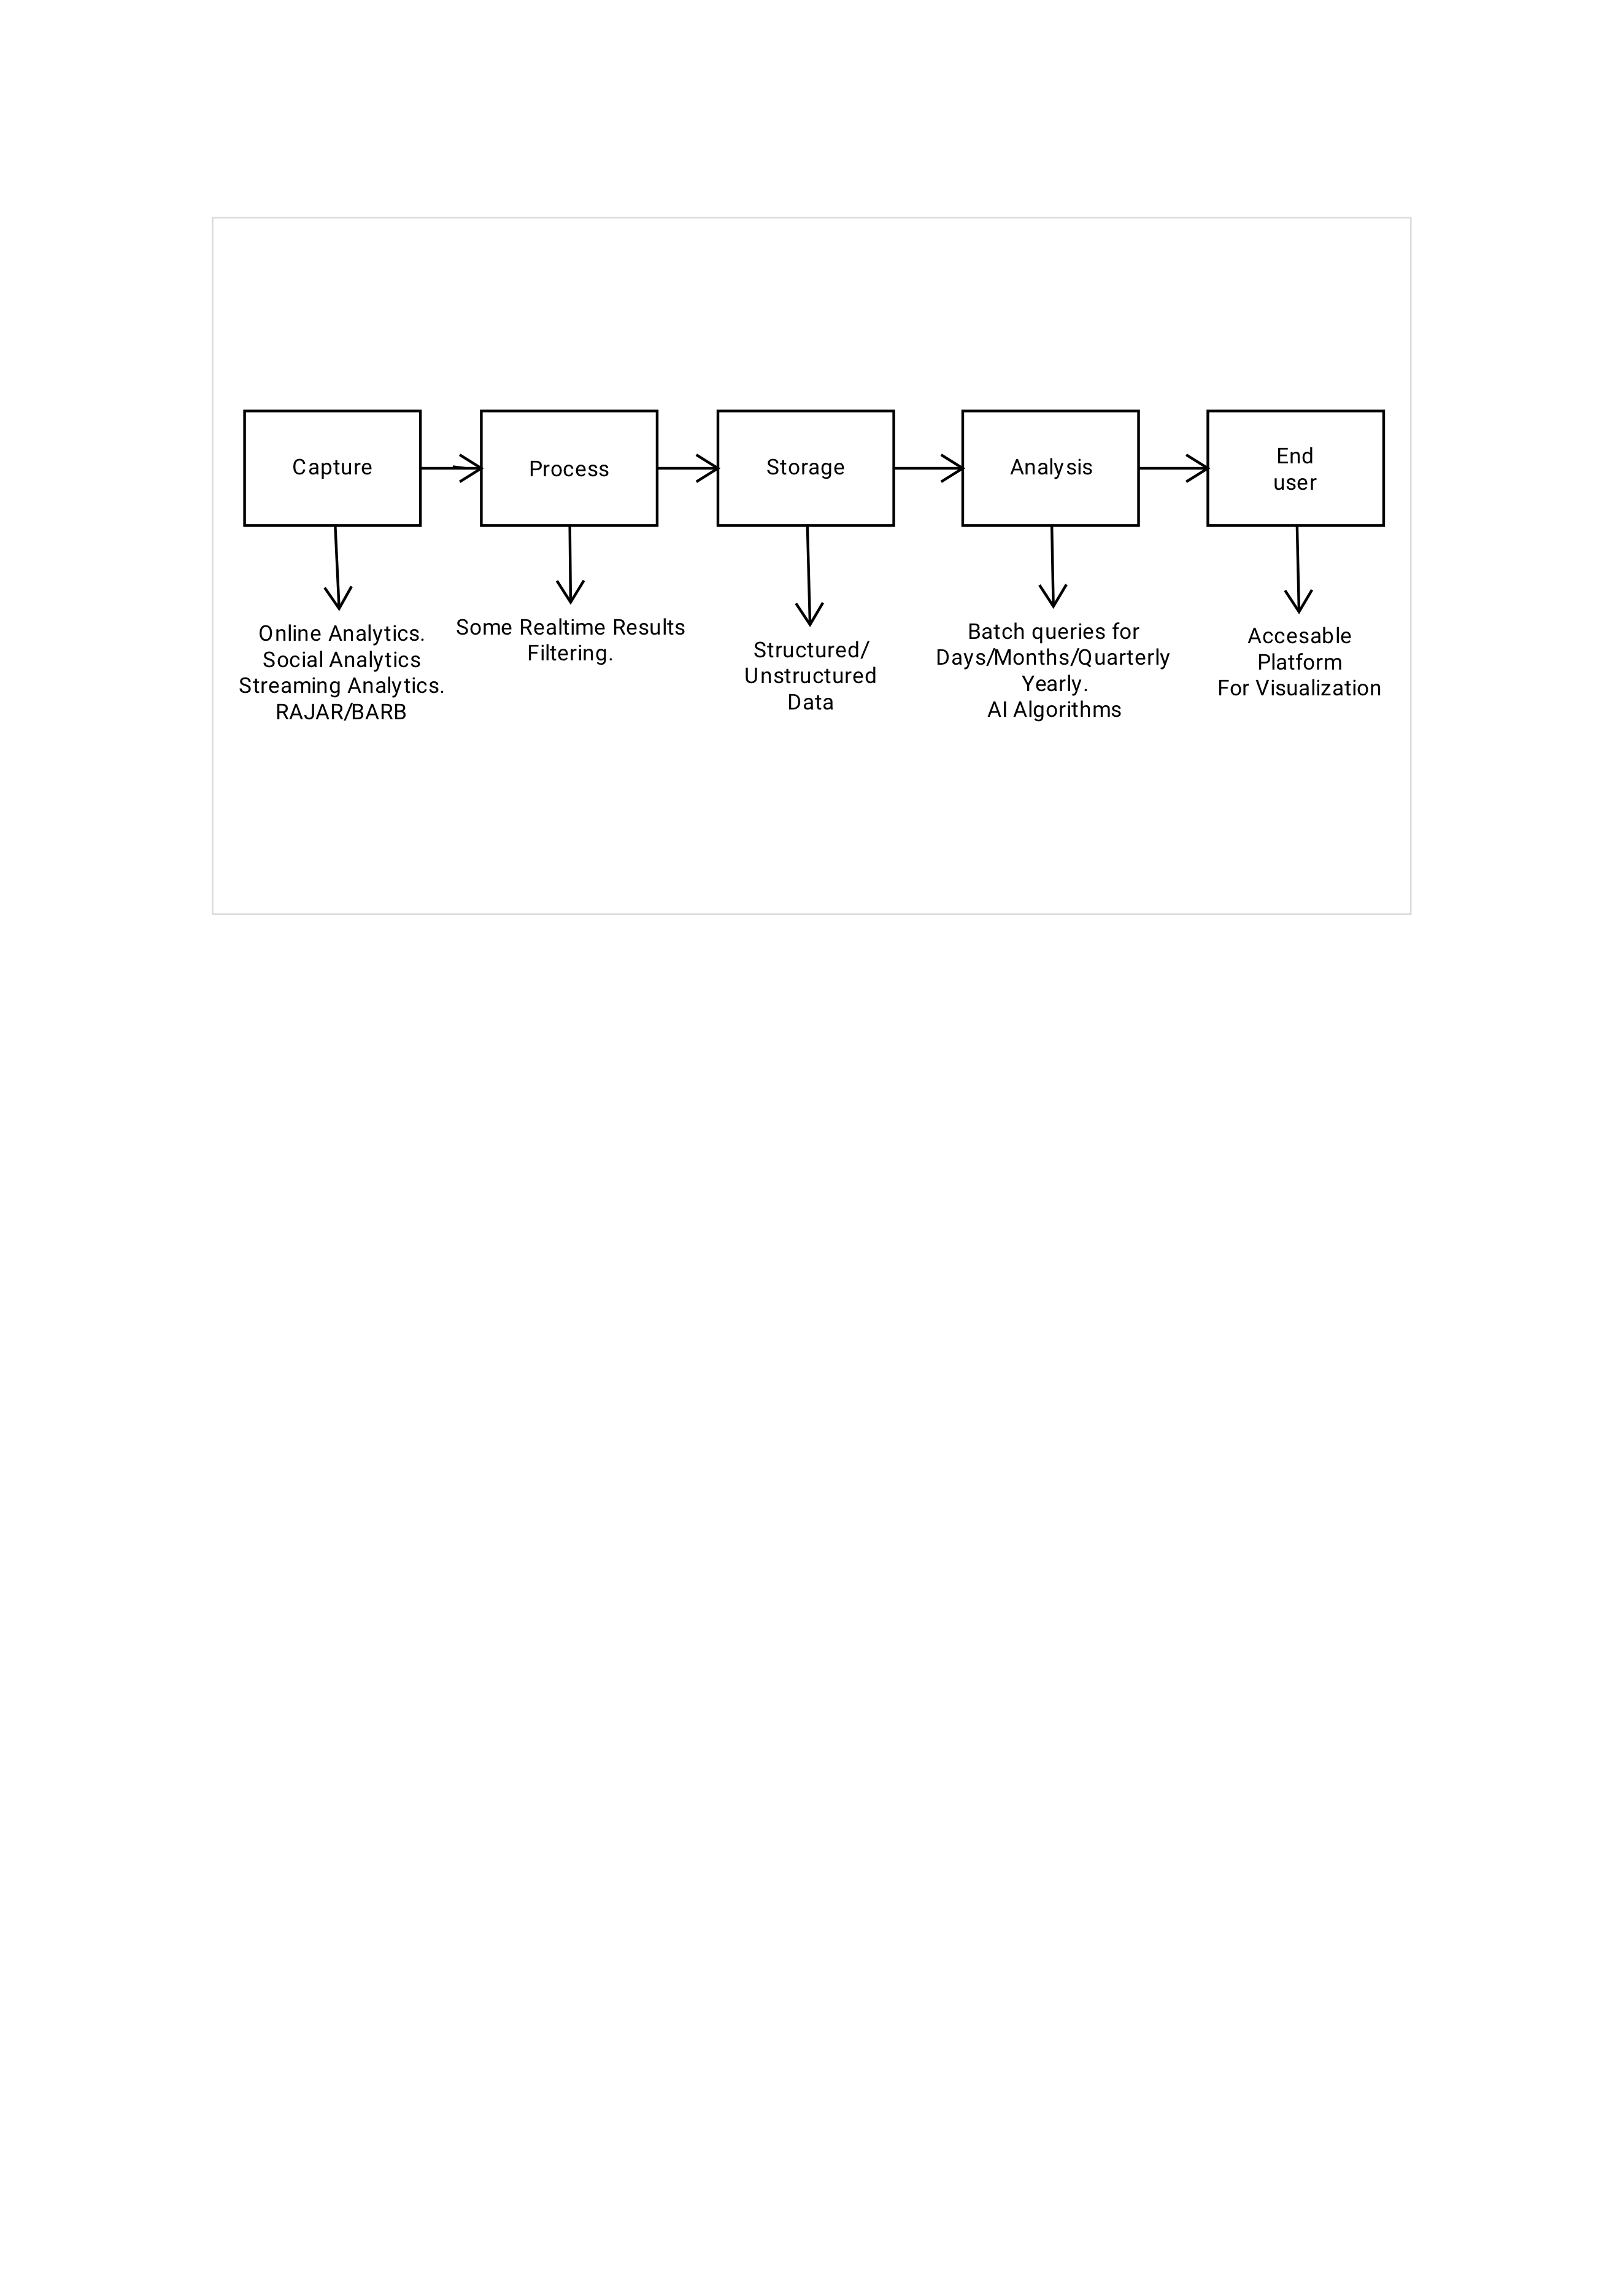 Capture
Process
Storage
Analysis
End
user
Online Analytics.
Social Analytics
Streaming Analytics.
RAJAR/BARB
Some Realtime Results
Filtering.
Structured/
Unstructured
Data
Batch queries for
Days/Months/Quarterly
Yearly.
AI Algorithms
Accesable
Platform
For Visualization